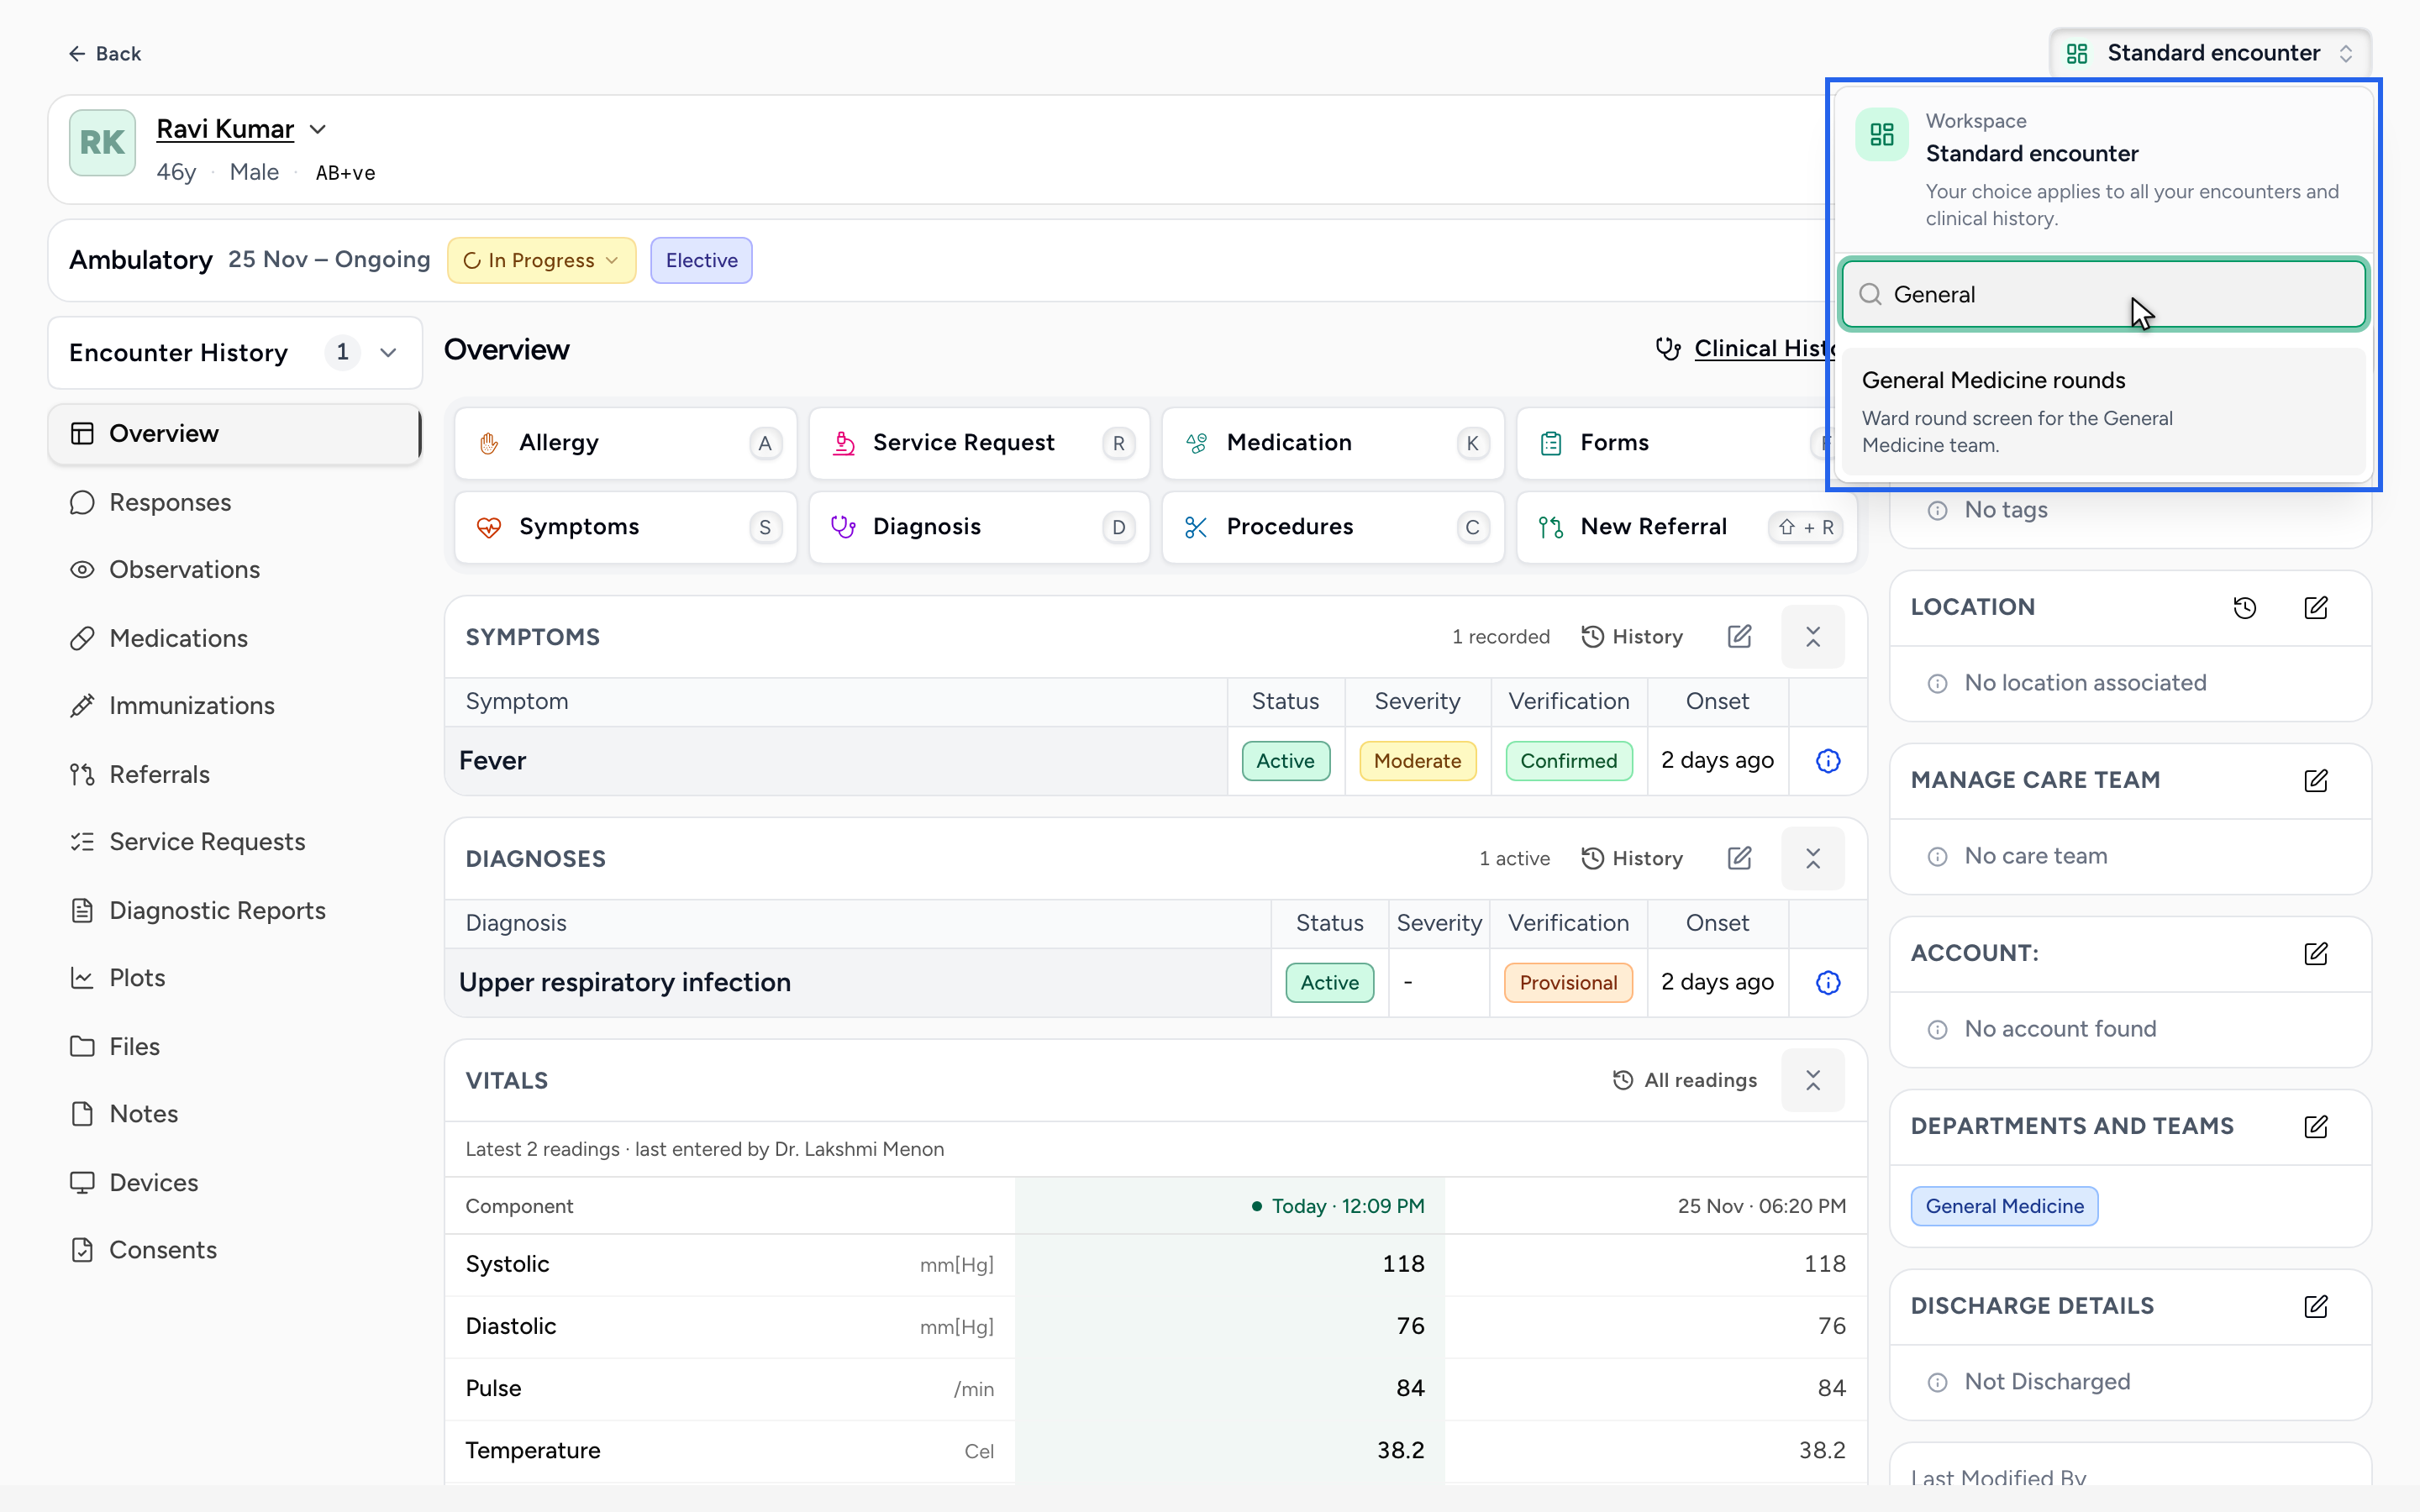 Back
Standard encounter
RK
Ravi Kumar
46y · Male · AB+ve
Workspace
Standard encounter
Your choice applies to all your encounters and
clinical history.
General
General Medicine rounds
Ward round screen for the General
Medicine team.
Ambulatory 25 Nov – Ongoing In Progress Elective
Encounter History 1
Overview
Responses
Observations
Medications
Immunizations
Referrals
Service Requests
Diagnostic Reports
Plots
Files
Notes
Devices
Consents
Overview
Clinical
Allergy A
Service Request R
Medication K
Forms
Symptoms S
Diagnosis D
Procedures C
New Referral ⇧ + R
SYMPTOMS 1 recorded History
Symptom Status Severity Verification Onset
Fever Active Moderate Confirmed 2 days ago
DIAGNOSES 1 active History
Diagnosis Status Severity Verification Onset
Upper respiratory infection Active - Provisional 2 days ago
VITALS All readings
Latest 2 readings · last entered by Dr. Lakshmi Menon
Component Today · 12:09 PM 25 Nov · 06:20 PM
Systolic mm[Hg] 118 118
Diastolic mm[Hg] 76 76
Pulse /min 84 84
Temperature Cel 38.2 38.2
No tags
LOCATION
No location associated
MANAGE CARE TEAM
No care team
ACCOUNT:
No account found
DEPARTMENTS AND TEAMS
General Medicine
DISCHARGE DETAILS
Not Discharged
Last Modified By